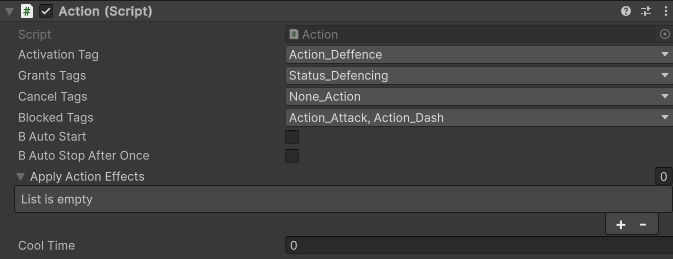 Action (Script)
Script Action
Activation Tag Action_Deffence
Grants Tags Status_Defencing
Cancel Tags None_Action
Blocked Tags Action_Attack, Action_Dash
B Auto Start
B Auto Stop After Once
Apply Action Effects 0
List is empty
+ -
Cool Time 0